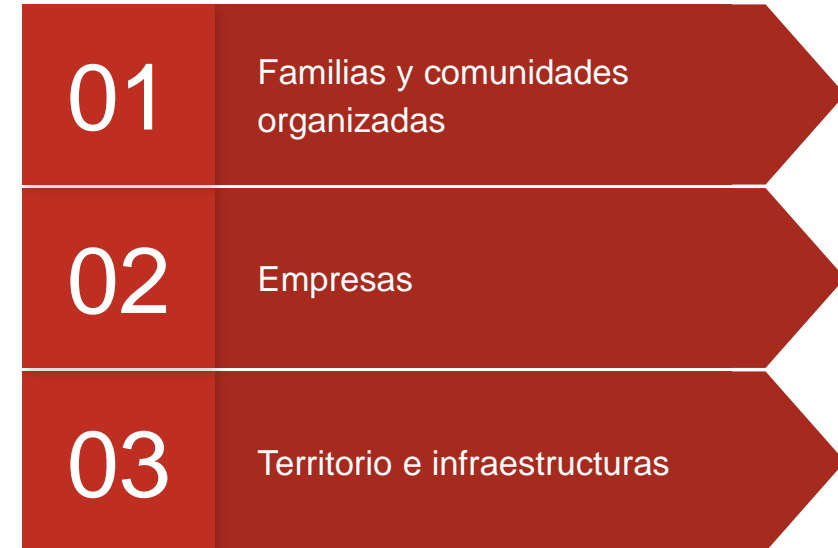 01
Familias y comunidades
organizadas
02
Empresas
03
Territorio e infraestructuras